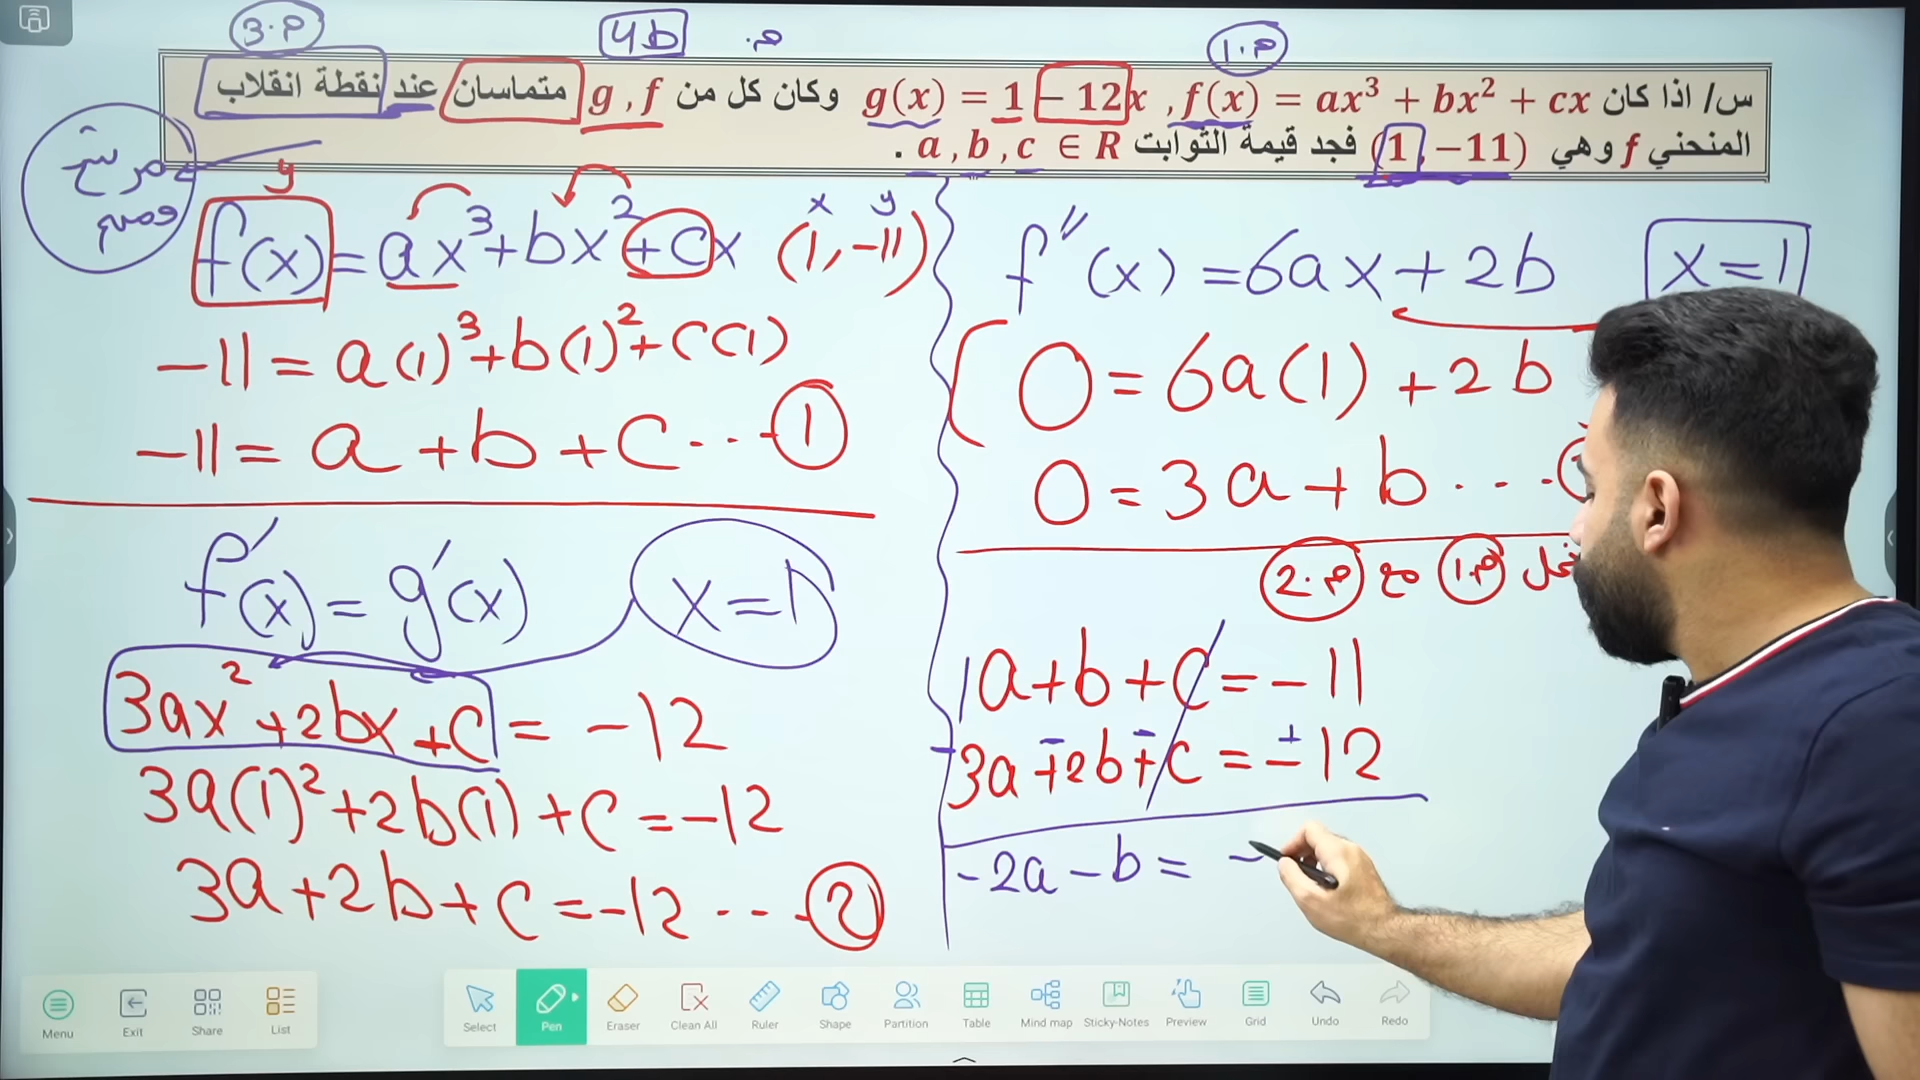 م.3
4b
م.
م.1
س/ اذا كان f(x) = ax³ + bx² + cx , g(x) = 1 − 12x وكان كل من g , f متماسان عند نقطة انقلاب
المنحني f وهي (1, −11) فجد قيمة الثوابت a , b , c ∈ R .
y
f(x) = ax³ + bx² + cx
x y
(1, -11)
-11 = a(1)³ + b(1)² + c(1)
-11 = a + b + c ... ①
f′(x) = g′(x)
x = 1
3ax² + 2bx + c = -12
3a(1)² + 2b(1) + c = -12
3a + 2b + c = -12 ... ②
f″(x) = 6ax + 2b
x = 1
0 = 6a(1) + 2b
0 = 3a + b ...
م.1 مع م.2
1a + b + c = -11
- + - -
3a + 2b + c = -12
-2a - b = -
Menu
Exit
Share
List
Select
Pen
Eraser
Clean All
Ruler
Shape
Partition
Table
Mind map
Sticky-Notes
Preview
Grid
Undo
Redo